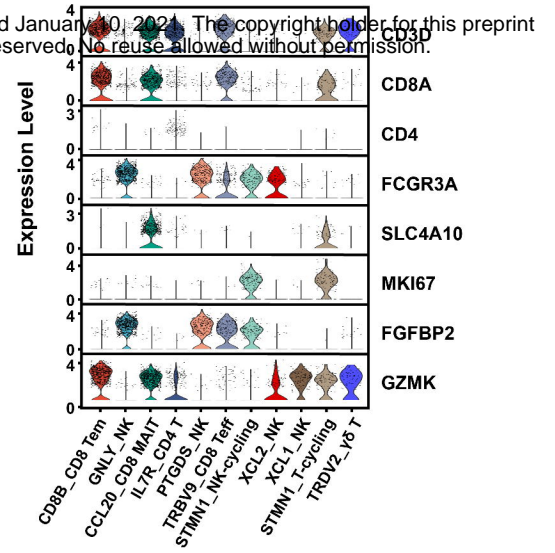 d January 10, 2021. The copyright holder for this preprint
eserved. No reuse allowed without permission.
Expression Level
4
0
CD3D
4
0
CD8A
3
0
CD4
4
0
FCGR3A
3
0
SLC4A10
4
0
MKI67
4
0
FGFBP2
4
0
GZMK
CD8B_CD8 Tem
GNLY_NK
CCL20_CD8 MAIT
IL7R_CD4 T
PTGDS_NK
TRBV9_CD8 Teff
STMN1_NK-cycling
XCL2_NK
XCL1_NK
STMN1_T-cycling
TRDV2_γδ T